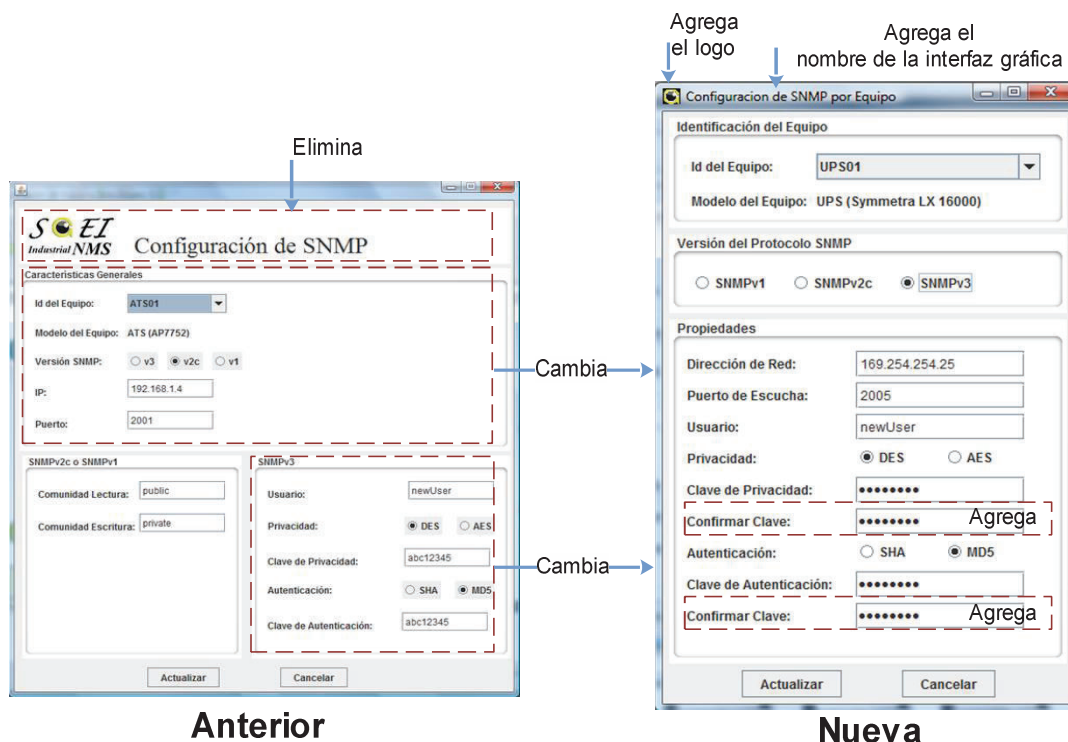 Agrega
el logo
Agrega el
nombre de la interfaz gráfica
Elimina
S EI
Industrial NMS
Configuración de SNMP
Características Generales
Id del Equipo: ATS01
Modelo del Equipo: ATS (AP7752)
Versión SNMP: v3 v2c v1
IP: 192.168.1.4
Puerto: 2001
SNMPv2c o SNMPv1
Comunidad Lectura: public
Comunidad Escritura: private
SNMPv3
Usuario: newUser
Privacidad: DES AES
Clave de Privacidad: abc12345
Autenticación: SHA MD5
Clave de Autenticación: abc12345
Actualizar Cancelar
Anterior
Cambia
Cambia
Configuracion de SNMP por Equipo
Identificación del Equipo
Id del Equipo: UPS01
Modelo del Equipo: UPS (Symmetra LX 16000)
Versión del Protocolo SNMP
SNMPv1 SNMPv2c SNMPv3
Propiedades
Dirección de Red: 169.254.254.25
Puerto de Escucha: 2005
Usuario: newUser
Privacidad: DES AES
Clave de Privacidad: ••••••••
Confirmar Clave: •••••••• Agrega
Autenticación: SHA MD5
Clave de Autenticación: ••••••••
Confirmar Clave: •••••••• Agrega
Actualizar Cancelar
Nueva